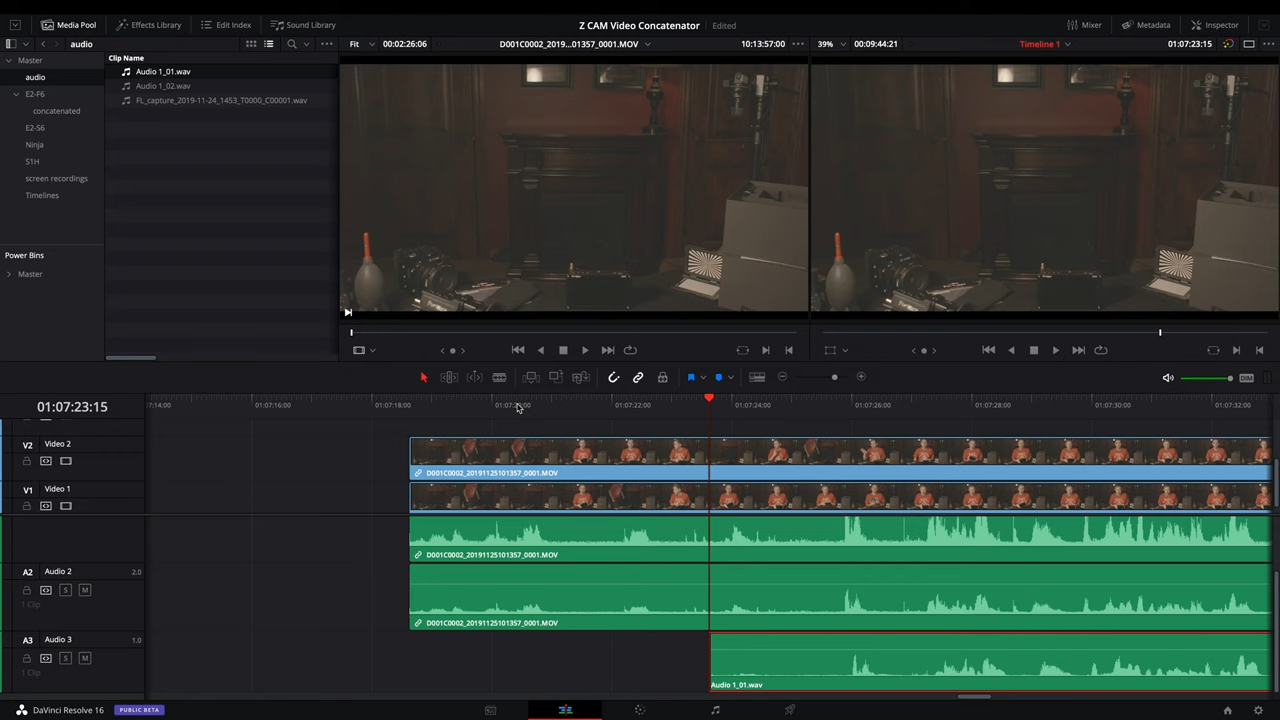 Media Pool
Effects Library
Edit Index
Sound Library
Z CAM Video Concatenator
Edited
Mixer
Metadata
Inspector
audio
Fit
00:02:26:06
D001C0002_2019...01357_0001.MOV
10:13:57:00
39%
00:09:44:21
Timeline 1
01:07:23:15
Master
audio
E2-F6
concatenated
E2-S6
Ninja
S1H
screen recordings
Timelines
Power Bins
Master
Clip Name
Audio 1_01.wav
Audio 1_02.wav
FL_capture_2019-11-24_1453_T0000_C00001.wav
DIM
01:07:23:15
:7:14:00
01:07:16:00
01:07:18:00
01:07:22:00
01:07:24:00
01:07:26:00
01:07:28:00
01:07:30:00
01:07:32:00
V2
Video 2
D001C0002_20191125101357_0001.MOV
V1
Video 1
D001C0002_20191125101357_0001.MOV
A2
Audio 2
2.0
S
M
1 Clip
D001C0002_20191125101357_0001.MOV
A3
Audio 3
1.0
S
M
1 Clip
Audio 1_01.wav
DaVinci Resolve 16
PUBLIC BETA